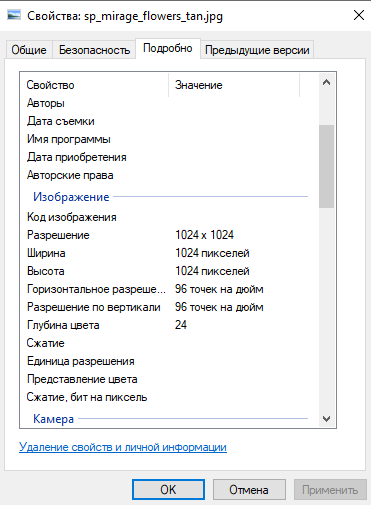 Свойства: sp_mirage_flowers_tan.jpg
Общие Безопасность Подробно Предыдущие версии
Свойство Значение
Авторы
Дата съемки
Имя программы
Дата приобретения
Авторские права
Изображение
Код изображения
Разрешение 1024 x 1024
Ширина 1024 пикселей
Высота 1024 пикселей
Горизонтальное разреше... 96 точек на дюйм
Разрешение по вертикали 96 точек на дюйм
Глубина цвета 24
Сжатие
Единица разрешения
Представление цвета
Сжатие, бит на пиксель
Камера
Удаление свойств и личной информации
OK Отмена Применить